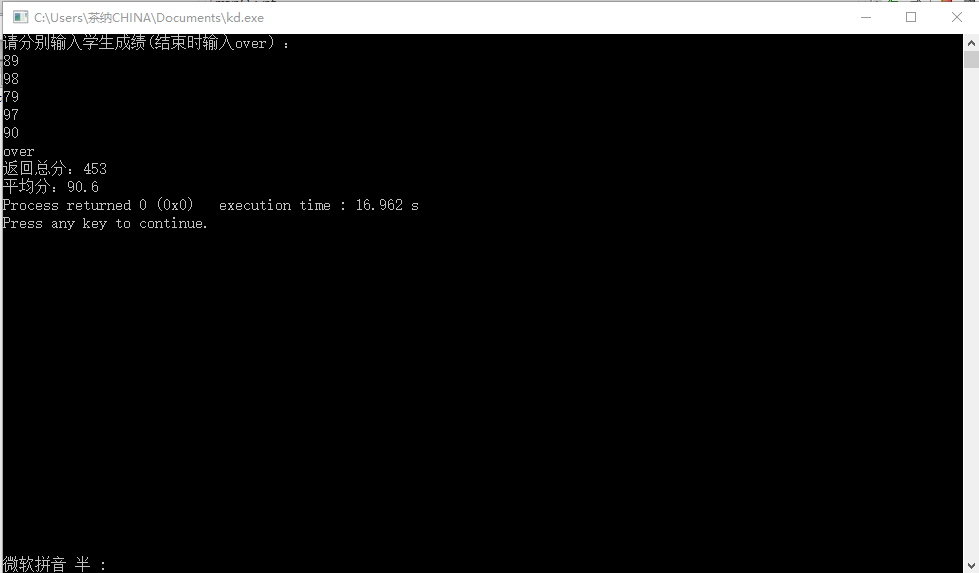 C:\Users\茶纳CHINA\Documents\kd.exe
请分别输入学生成绩(结束时输入over) :
89
98
79
97
90
over
返回总分: 453
平均分: 90.6
Process returned 0 (0x0)   execution time : 16.962 s
Press any key to continue.
微软拼音 半 :